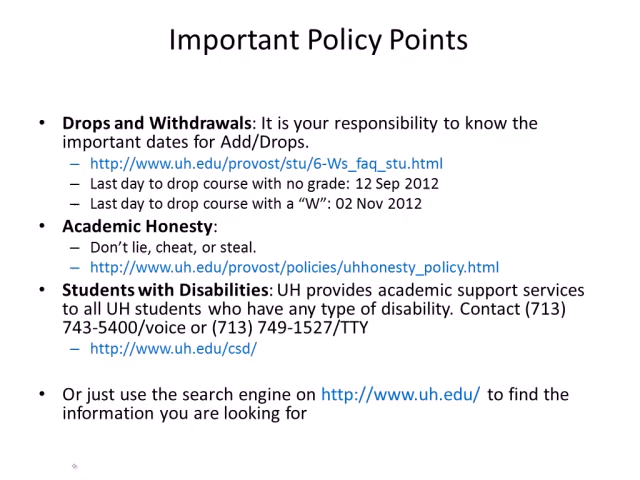 Important Policy Points
• Drops and Withdrawals: It is your responsibility to know the
important dates for Add/Drops.
– http://www.uh.edu/provost/stu/6-Ws_faq_stu.html
– Last day to drop course with no grade: 12 Sep 2012
– Last day to drop course with a “W”: 02 Nov 2012
• Academic Honesty:
– Don’t lie, cheat, or steal.
– http://www.uh.edu/provost/policies/uhhonesty_policy.html
• Students with Disabilities: UH provides academic support services
to all UH students who have any type of disability. Contact (713)
743-5400/voice or (713) 749-1527/TTY
– http://www.uh.edu/csd/
• Or just use the search engine on http://www.uh.edu/ to find the
information you are looking for